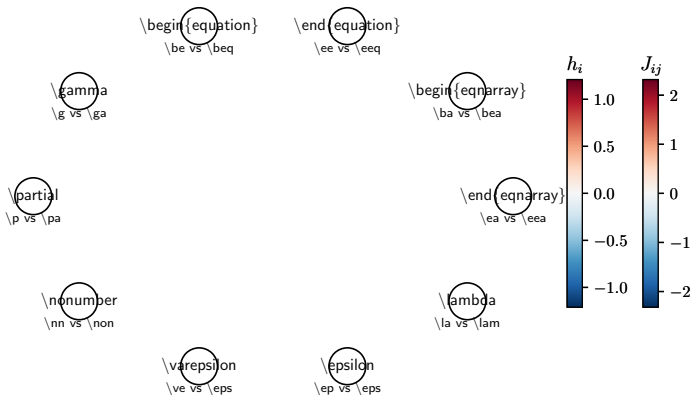 \begin{equation}
\be vs \beq
\end{equation}
\ee vs \eeq
\gamma
\g vs \ga
\begin{eqnarray}
\ba vs \bea
\partial
\p vs \pa
\end{eqnarray}
\ea vs \eea
\nonumber
\nn vs \non
\lambda
\la vs \lam
\varepsilon
\ve vs \eps
\epsilon
\ep vs \eps
h_i
1.0
0.5
0.0
−0.5
−1.0
J_{ij}
2
1
0
−1
−2